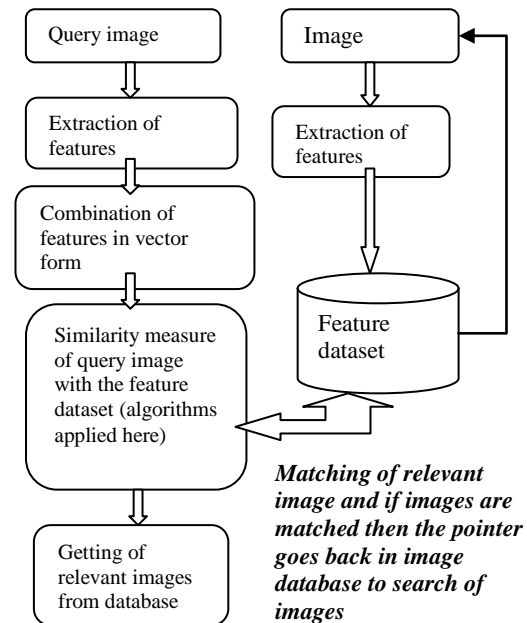 Query image
Extraction of
features
Combination of
features in vector
form
Similarity measure
of query image
with the feature
dataset (algorithms
applied here)
Getting of
relevant images
from database
Image
Extraction of
features
Feature
dataset
Matching of relevant
image and if images are
matched then the pointer
goes back in image
database to search of
images